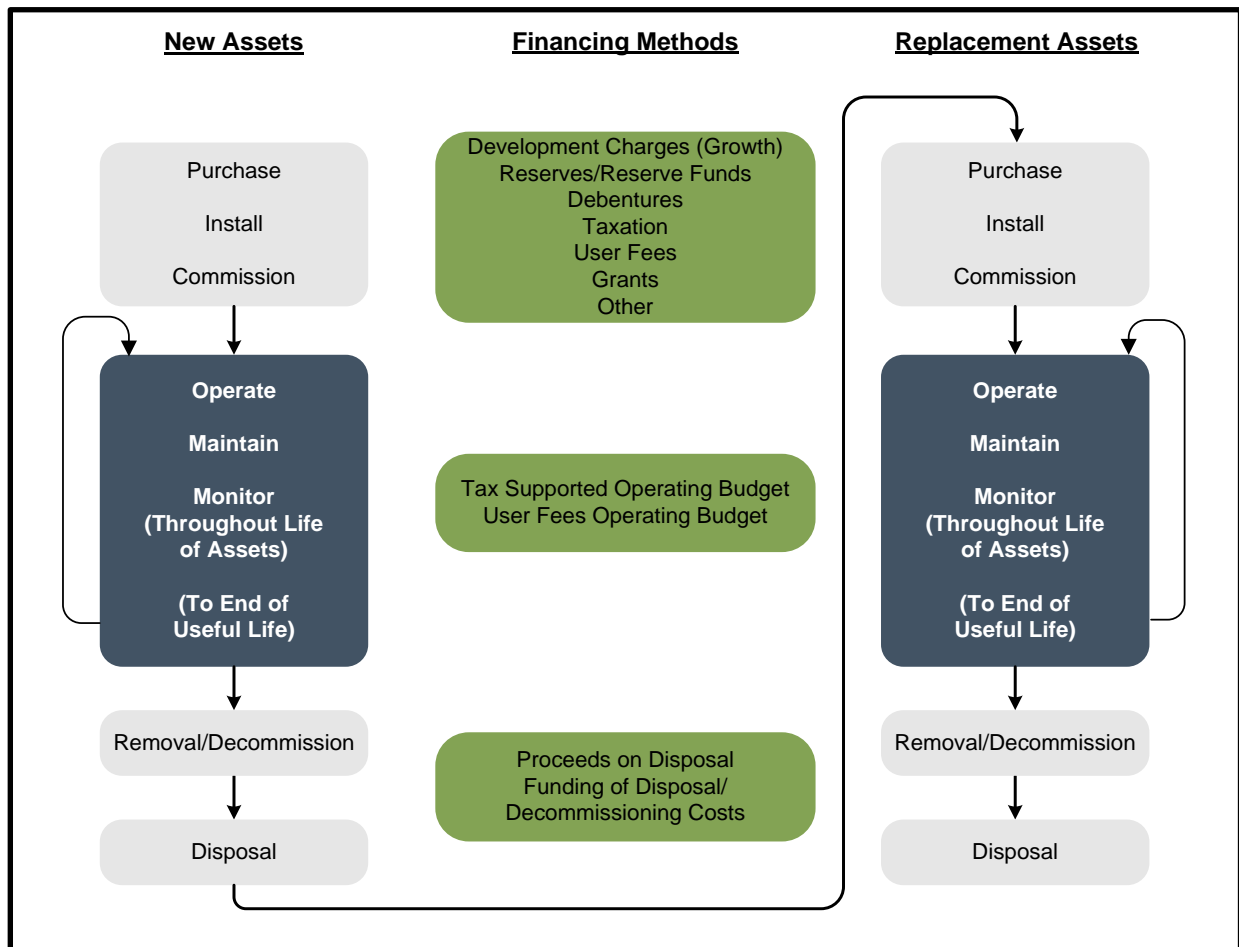 New Assets
Financing Methods
Replacement Assets
Purchase
Install
Commission
Operate
Maintain
Monitor
(Throughout Life
of Assets)
(To End of
Useful Life)
Removal/Decommission
Disposal
Development Charges (Growth)
Reserves/Reserve Funds
Debentures
Taxation
User Fees
Grants
Other
Tax Supported Operating Budget
User Fees Operating Budget
Proceeds on Disposal
Funding of Disposal/
Decommissioning Costs
Purchase
Install
Commission
Operate
Maintain
Monitor
(Throughout Life
of Assets)
(To End of
Useful Life)
Removal/Decommission
Disposal